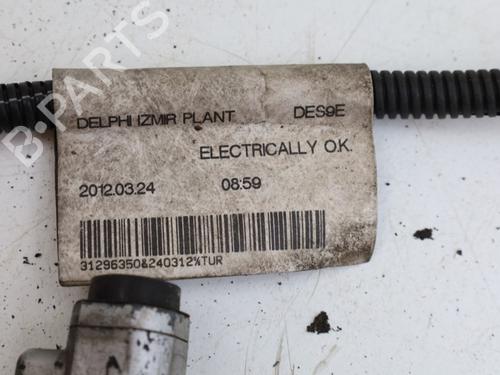 B-PARTS
DELPHI IZMIR PLANT DES9E
ELECTRICALLY O.K.
2012.03.24 08:59
31296350&240312%TUR